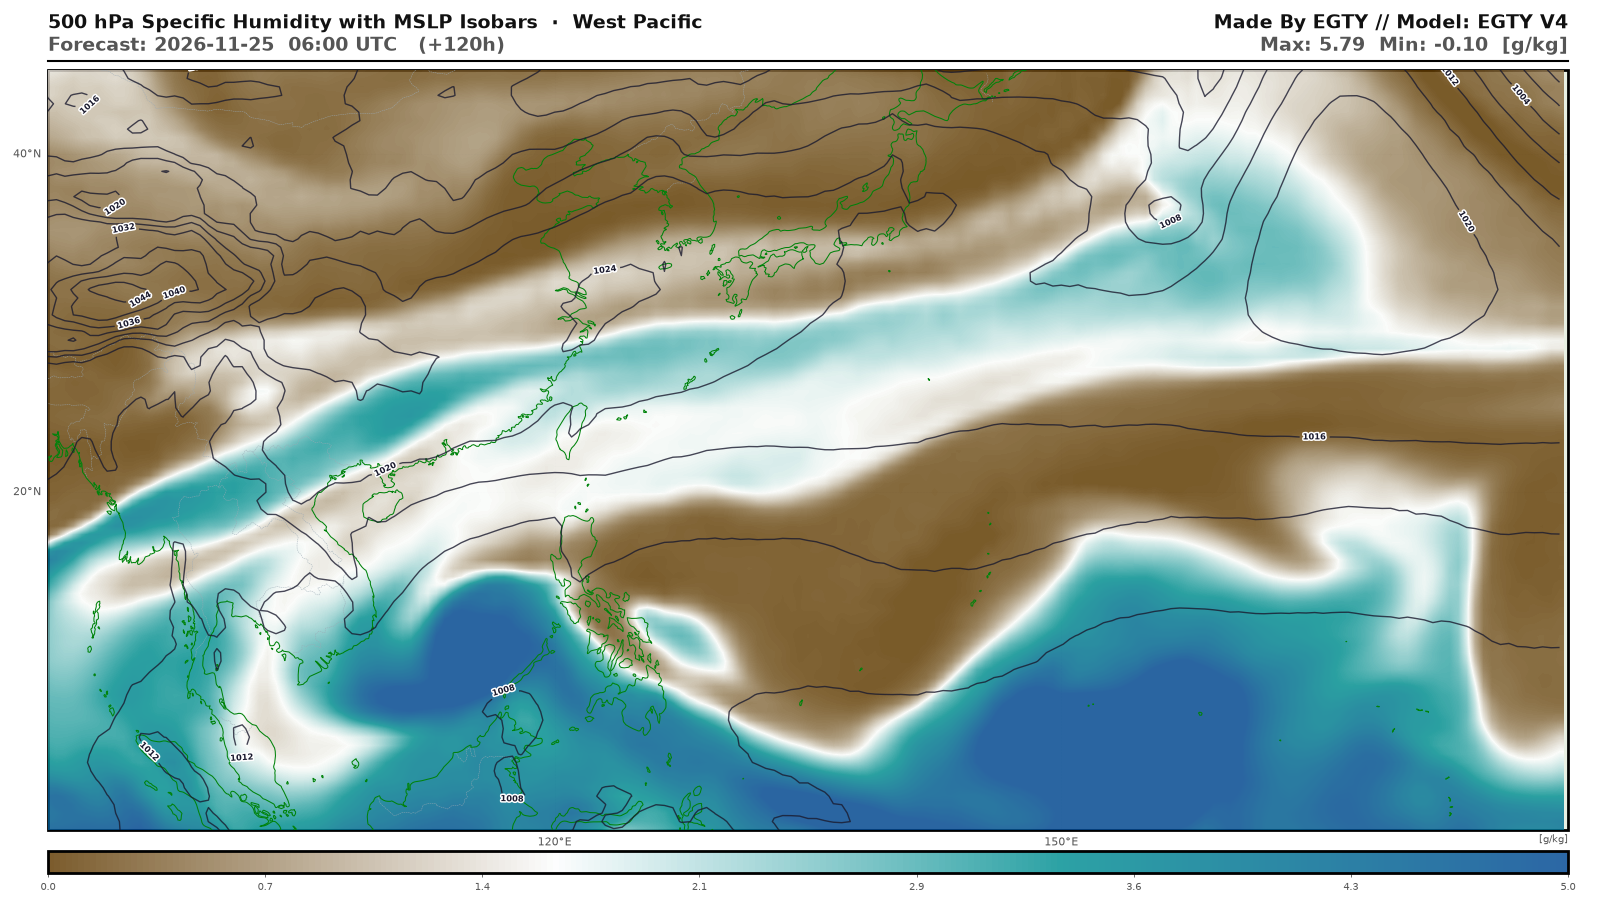 500 hPa Specific Humidity with MSLP Isobars · West Pacific
Made By EGTY // Model: EGTY V4
Forecast: 2026-11-25 06:00 UTC (+120h)
Max: 5.79 Min: -0.10 [g/kg]
1016
1012
1004
40°N
1020
1032
1008
1020
1024
1044
1040
1036
1016
1020
20°N
1008
1012
1012
1008
120°E
150°E
[g/kg]
0.0
0.7
1.4
2.1
2.9
3.6
4.3
5.0